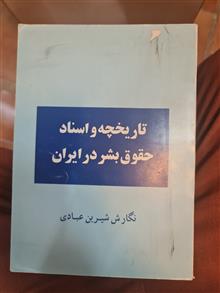 تاریخچه و اسناد
حقوق بشر در ایران
نگارش شیرین عبادی